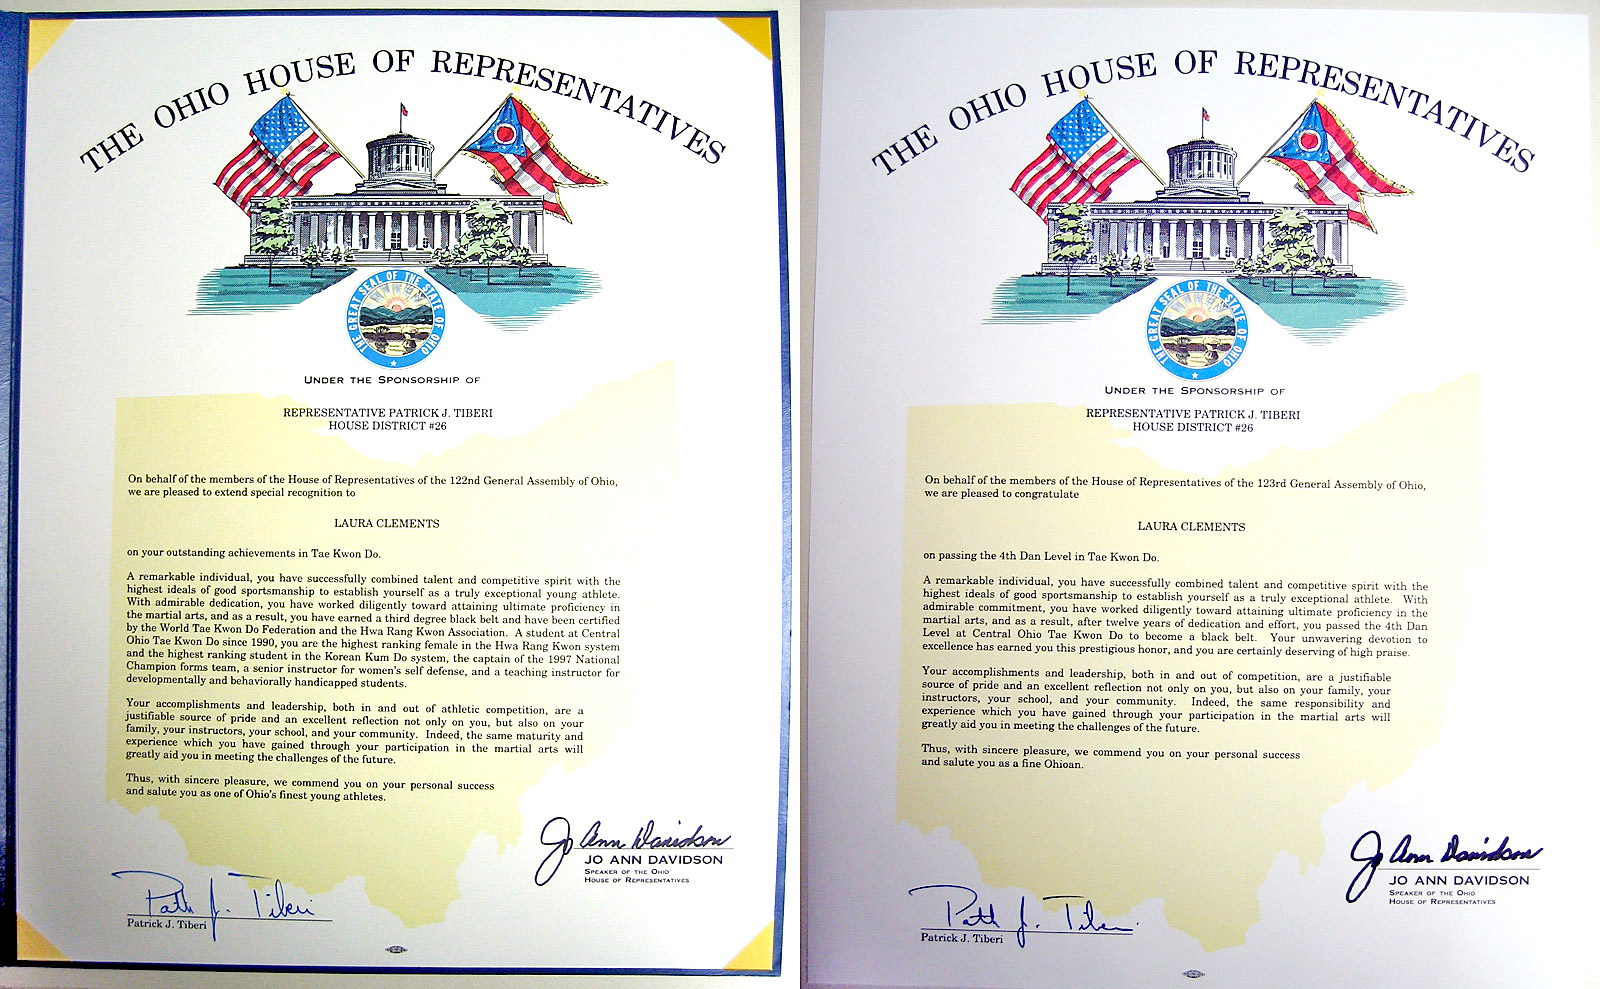 THE OHIO HOUSE OF REPRESENTATIVES
THE GREAT SEAL OF THE STATE OF OHIO
UNDER THE SPONSORSHIP OF
REPRESENTATIVE PATRICK J. TIBERI
HOUSE DISTRICT #26
On behalf of the members of the House of Representatives of the 122nd General Assembly of Ohio,
we are pleased to extend special recognition to
LAURA CLEMENTS
on your outstanding achievements in Tae Kwon Do.
A remarkable individual, you have successfully combined talent and competitive spirit with the
highest ideals of good sportsmanship to establish yourself as a truly exceptional young athlete.
With admirable dedication, you have worked diligently toward attaining ultimate proficiency in
the martial arts, and as a result, you have earned a third degree black belt and have been certified
by the World Tae Kwon Do Federation and the Hwa Rang Kwon Association. A student at Central
Ohio Tae Kwon Do since 1990, you are the highest ranking female in the Hwa Rang Kwon system
and the highest ranking student in the Korean Kum Do system, the captain of the 1997 National
Champion forms team, a senior instructor for women's self defense, and a teaching instructor for
developmentally and behaviorally handicapped students.
Your accomplishments and leadership, both in and out of athletic competition, are a
justifiable source of pride and an excellent reflection not only on you, but also on your
family, your instructors, your school, and your community. Indeed, the same maturity and
experience which you have gained through your participation in the martial arts will
greatly aid you in meeting the challenges of the future.
Thus, with sincere pleasure, we commend you on your personal success
and salute you as one of Ohio's finest young athletes.
Jo Ann Davidson
JO ANN DAVIDSON
SPEAKER OF THE OHIO
HOUSE OF REPRESENTATIVES
Patk J. Tiberi
Patrick J. Tiberi
THE OHIO HOUSE OF REPRESENTATIVES
THE GREAT SEAL OF THE STATE OF OHIO
UNDER THE SPONSORSHIP OF
REPRESENTATIVE PATRICK J. TIBERI
HOUSE DISTRICT #26
On behalf of the members of the House of Representatives of the 123rd General Assembly of Ohio,
we are pleased to congratulate
LAURA CLEMENTS
on passing the 4th Dan Level in Tae Kwon Do.
A remarkable individual, you have successfully combined talent and competitive spirit with the
highest ideals of good sportsmanship to establish yourself as a truly exceptional athlete. With
admirable commitment, you have worked diligently toward attaining ultimate proficiency in the
martial arts, and as a result, after twelve years of dedication and effort, you passed the 4th Dan
Level at Central Ohio Tae Kwon Do to become a black belt. Your unwavering devotion to
excellence has earned you this prestigious honor, and you are certainly deserving of high praise.
Your accomplishments and leadership, both in and out of competition, are a justifiable
source of pride and an excellent reflection not only on you, but also on your family, your
instructors, your school, and your community. Indeed, the same responsibility and
experience which you have gained through your participation in the martial arts will
greatly aid you in meeting the challenges of the future.
Thus, with sincere pleasure, we commend you on your personal success
and salute you as a fine Ohioan.
Jo Ann Davidson
JO ANN DAVIDSON
SPEAKER OF THE OHIO
HOUSE OF REPRESENTATIVES
Patk J. Tiberi
Patrick J. Tiberi